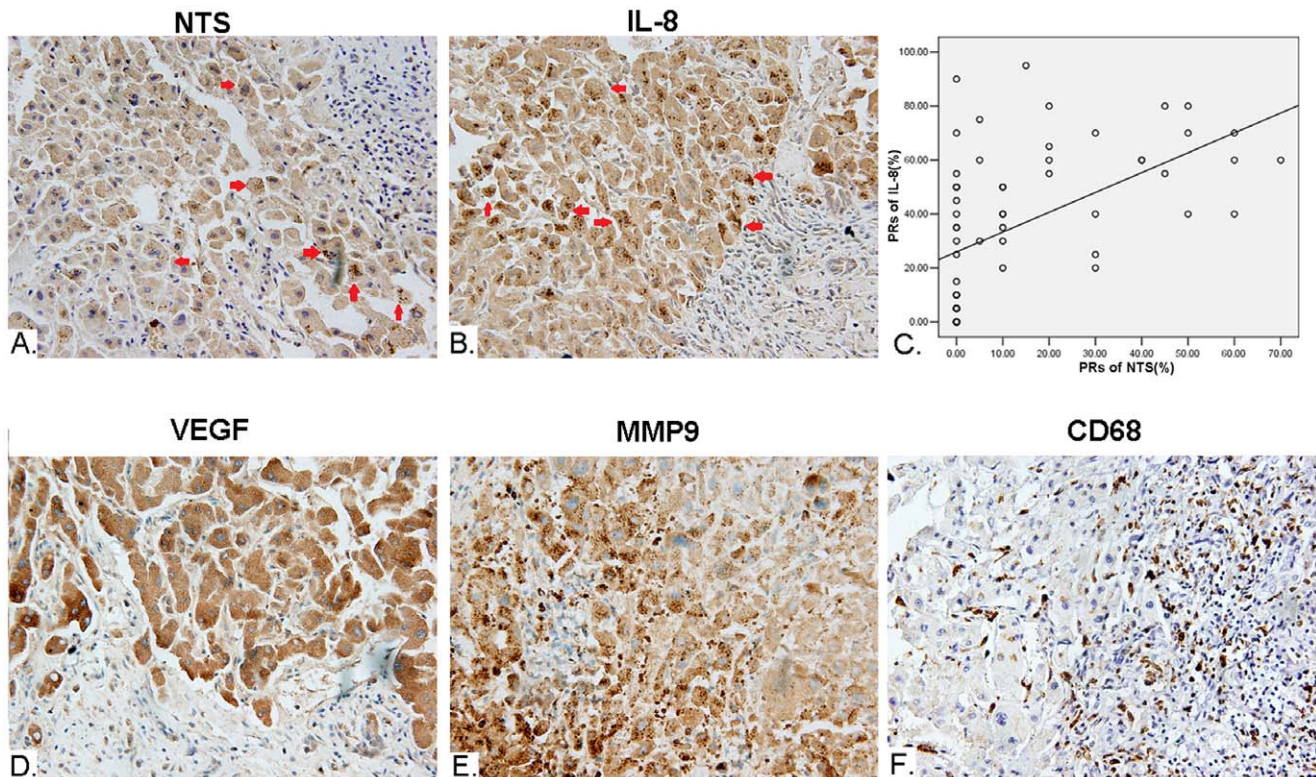 NTS
IL-8
A.
B.
C.
PRs of IL-8(%)
100.00
80.00
60.00
40.00
20.00
0.00
0.00 10.00 20.00 30.00 40.00 50.00 60.00 70.00
PRs of NTS(%)
VEGF
MMP9
CD68
D.
E.
F.